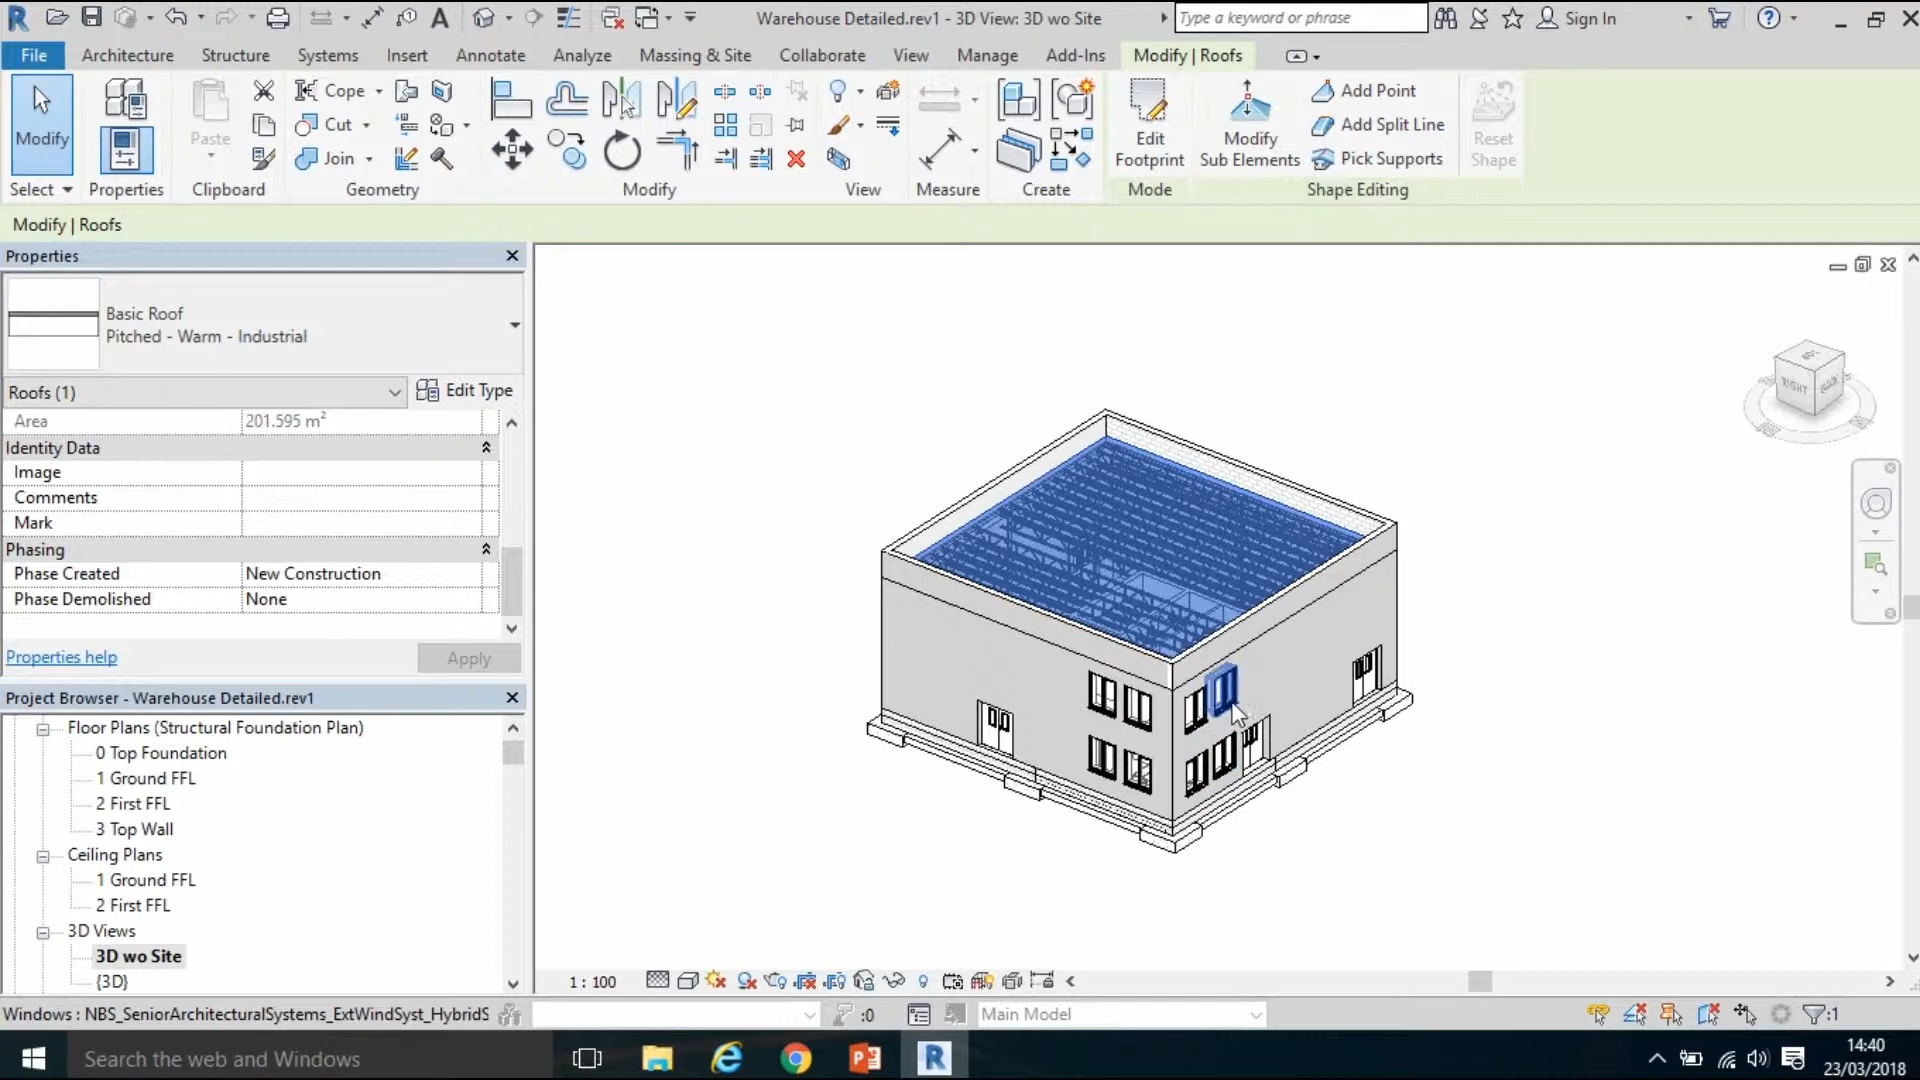 Warehouse Detailed.rev1 - 3D View: 3D wo Site
Type a keyword or phrase
Sign In
File
Architecture
Structure
Systems
Insert
Annotate
Analyze
Massing & Site
Collaborate
View
Manage
Add-Ins
Modify | Roofs
Modify
Paste
Cope
Cut
Join
Edit
Footprint
Modify
Sub Elements
Add Point
Add Split Line
Pick Supports
Reset
Shape
Select
Properties
Clipboard
Geometry
Modify
View
Measure
Create
Mode
Shape Editing
Modify | Roofs
Properties
Basic Roof
Pitched - Warm - Industrial
Roofs (1)
Edit Type
Area 201.595 m²
Identity Data
Image
Comments
Mark
Phasing
Phase Created New Construction
Phase Demolished None
Properties help
Apply
Project Browser - Warehouse Detailed.rev1
Floor Plans (Structural Foundation Plan)
0 Top Foundation
1 Ground FFL
2 First FFL
3 Top Wall
Ceiling Plans
1 Ground FFL
2 First FFL
3D Views
3D wo Site
{3D}
RIGHT
BACK
1 : 100
Windows : NBS_SeniorArchitecturalSystems_ExtWindSyst_HybridS
:0
Main Model
:1
Search the web and Windows
14:40
23/03/2018